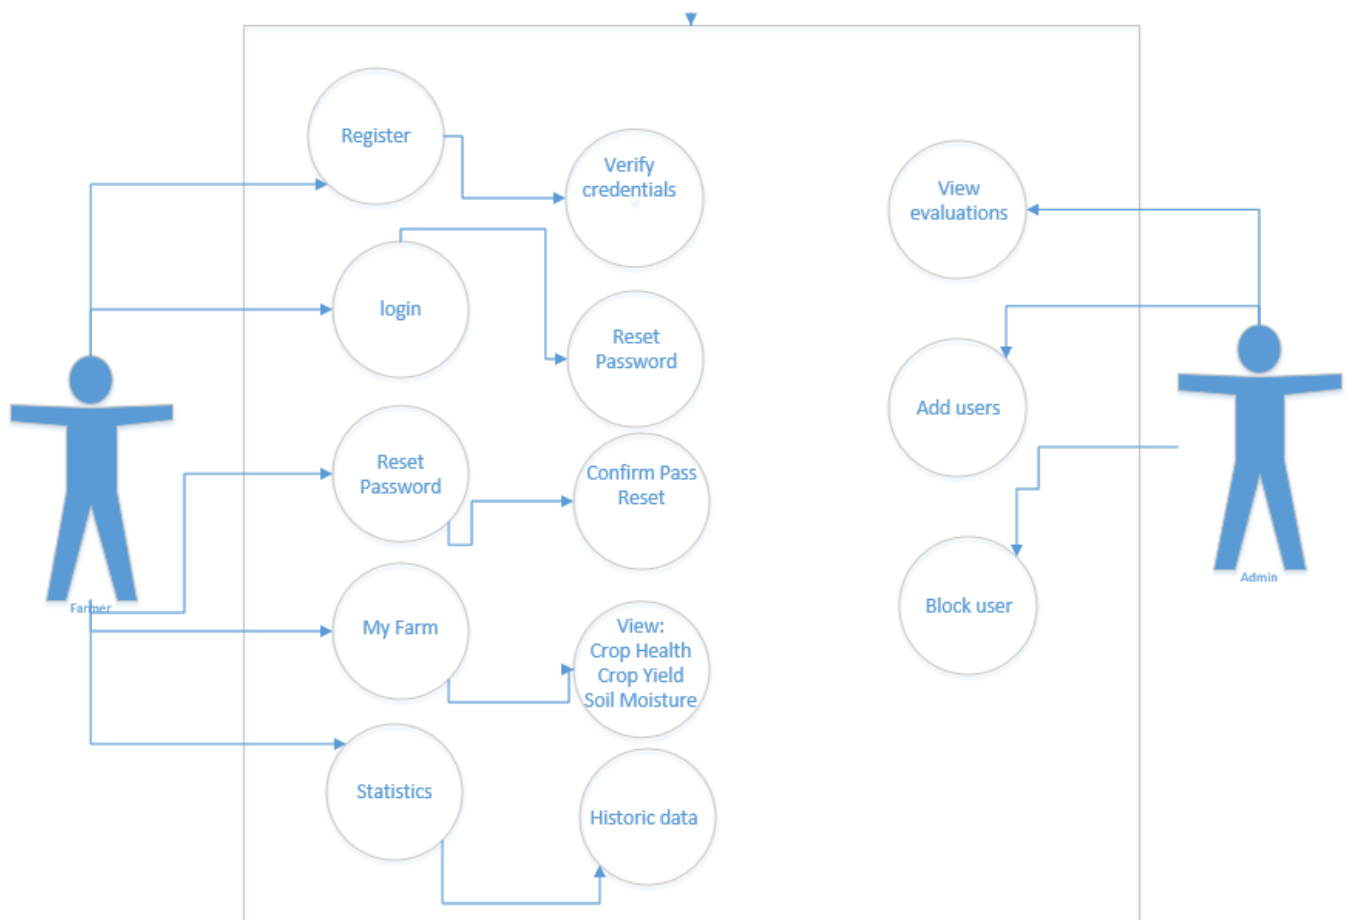 Register
Verify
credentials
View
evaluations
login
Reset
Password
Add users
Reset
Password
Confirm Pass
Reset
Farmer
Admin
My Farm
View:
Crop Health
Crop Yield
Soil Moisture
Block user
Statistics
Historic data